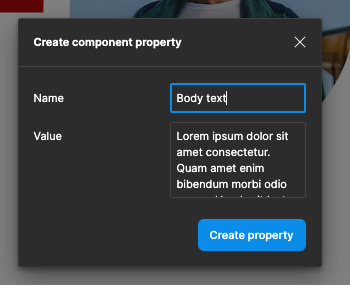 Create component property
Name
Body text
Value
Lorem ipsum dolor sit
amet consectetur.
Quam amet enim
bibendum morbi odio
Create property